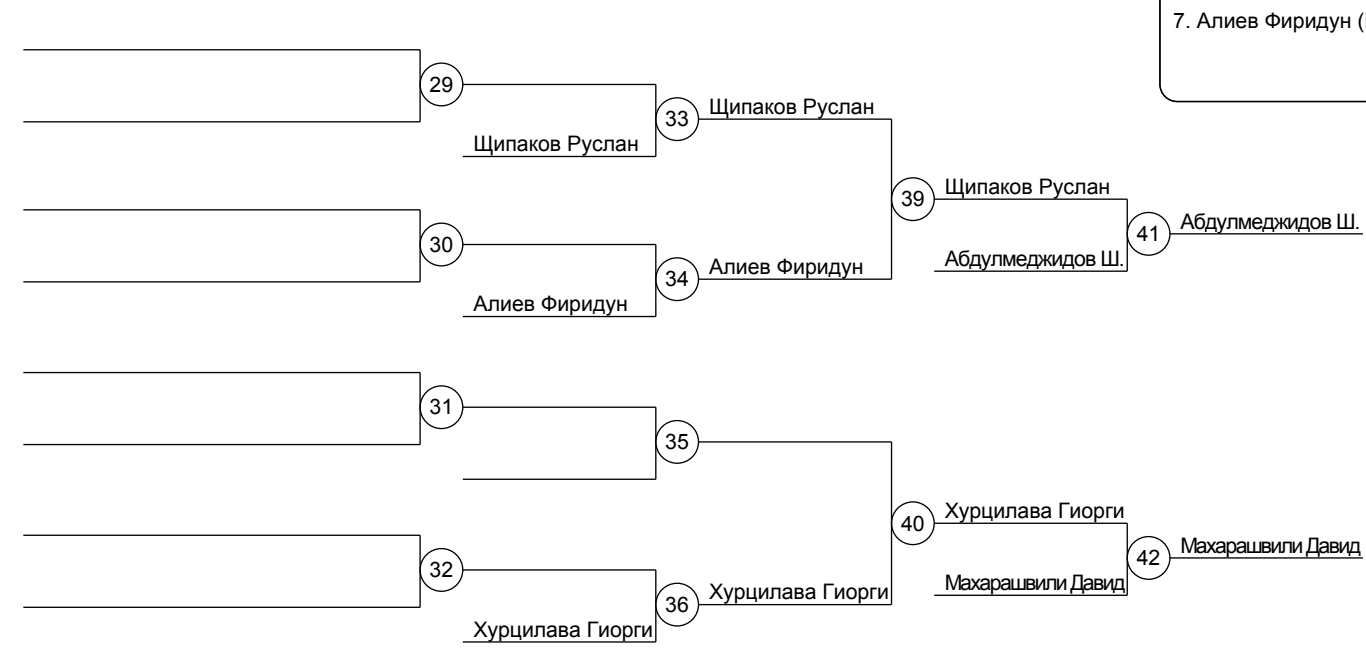 7. Алиев Фиридун (
29
33
Щипаков Руслан
Щипаков Руслан
39
Щипаков Руслан
41
Абдулмеджидов Ш.
30
34
Алиев Фиридун
Абдулмеджидов Ш.
Алиев Фиридун
31
35
40
Хурцилава Гиорги
42
Махарашвили Давид
32
36
Хурцилава Гиорги
Махарашвили Давид
Хурцилава Гиорги